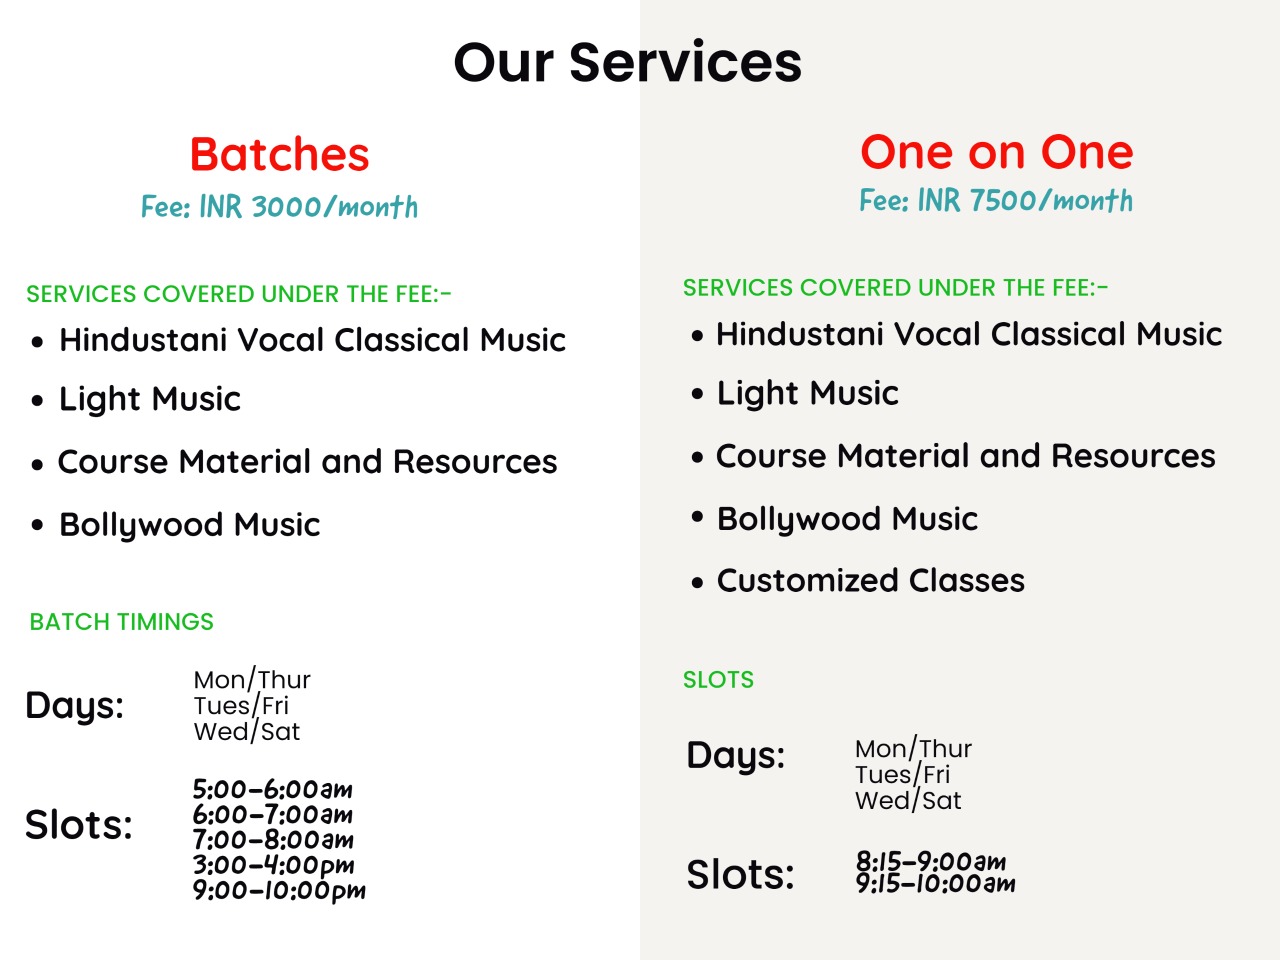 Our Services
Batches
Fee: INR 3000/month
SERVICES COVERED UNDER THE FEE:-
• Hindustani Vocal Classical Music
• Light Music
• Course Material and Resources
• Bollywood Music
BATCH TIMINGS
Days:
Mon/Thur
Tues/Fri
Wed/Sat
Slots:
5:00-6:00am
6:00-7:00am
7:00-8:00am
3:00-4:00pm
9:00-10:00pm
One on One
Fee: INR 7500/month
SERVICES COVERED UNDER THE FEE:-
• Hindustani Vocal Classical Music
• Light Music
• Course Material and Resources
• Bollywood Music
• Customized Classes
SLOTS
Days:
Mon/Thur
Tues/Fri
Wed/Sat
Slots:
8:15-9:00am
9:15-10:00am